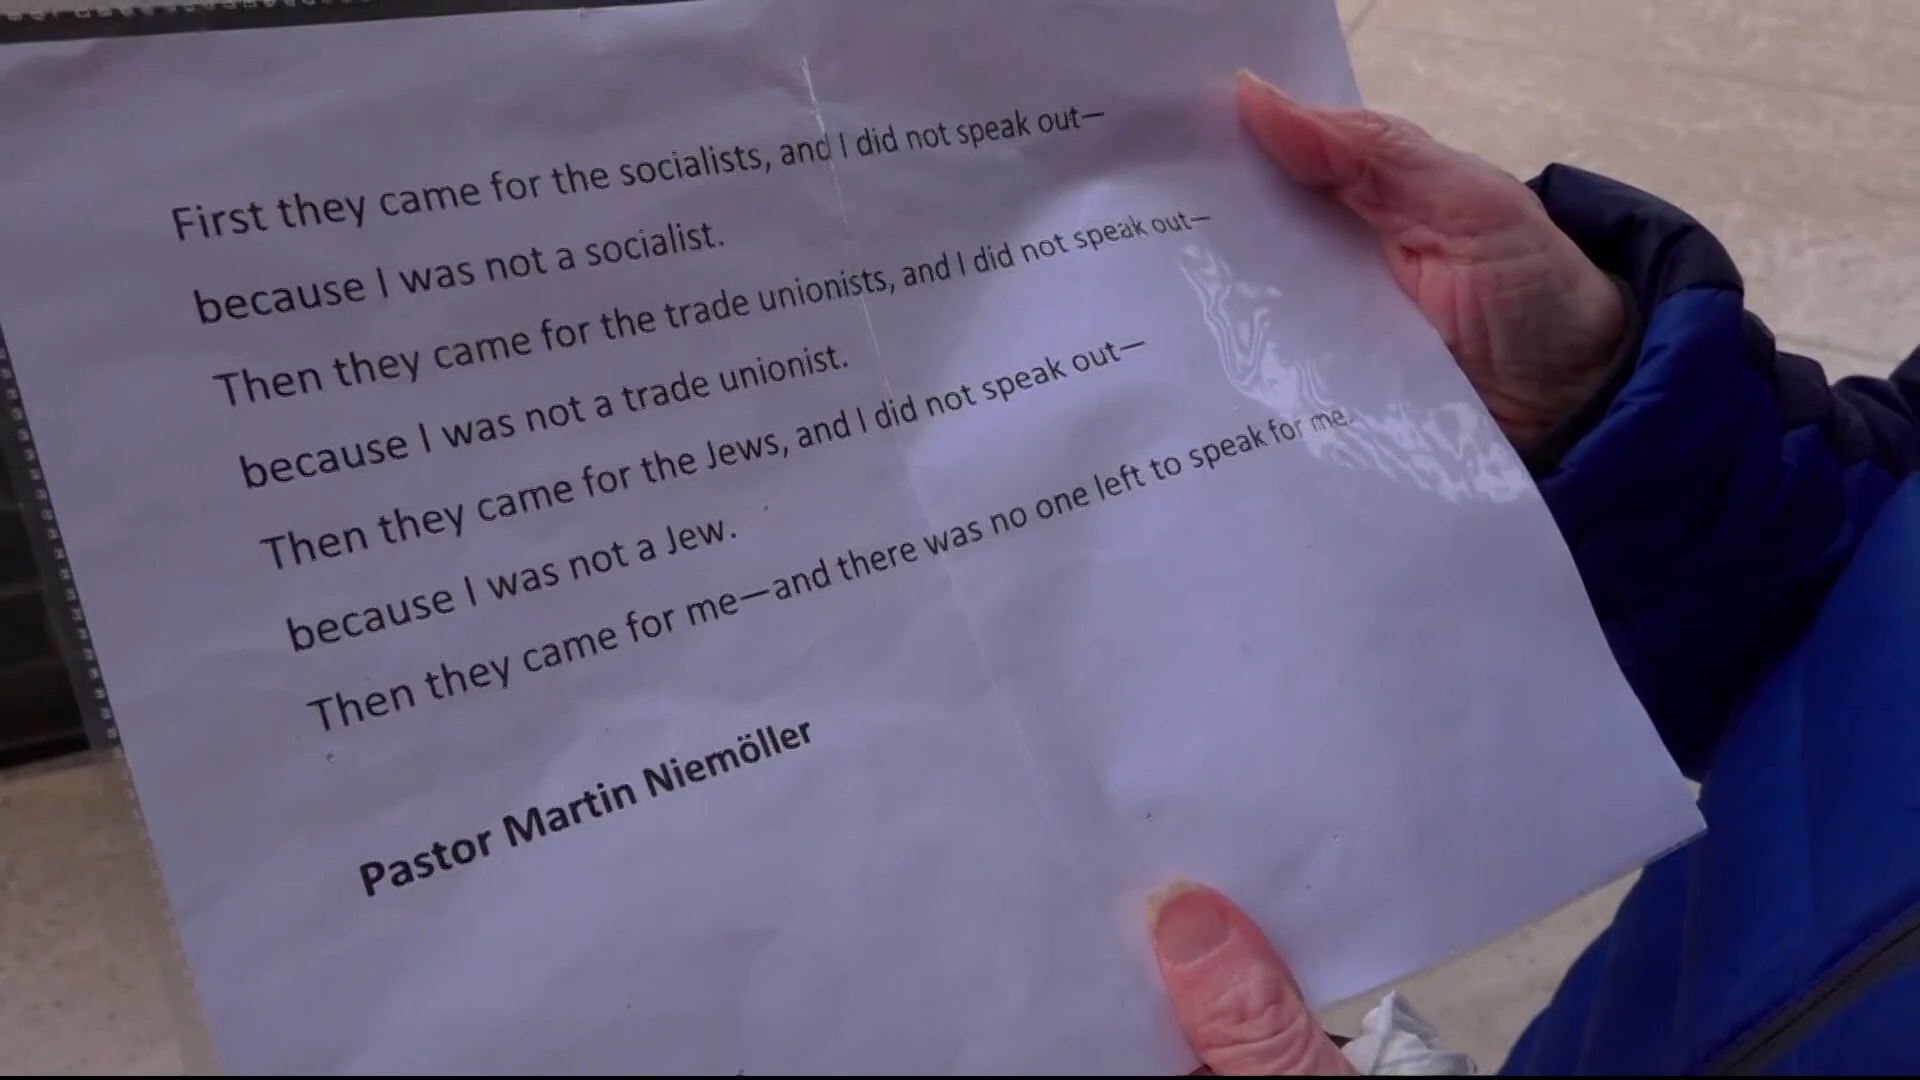 First they came for the socialists, and I did not speak out—
because I was not a socialist.
Then they came for the trade unionists, and I did not speak out—
because I was not a trade unionist.
Then they came for the Jews, and I did not speak out—
because I was not a Jew.
Then they came for me—and there was no one left to speak for me.
Pastor Martin Niemöller